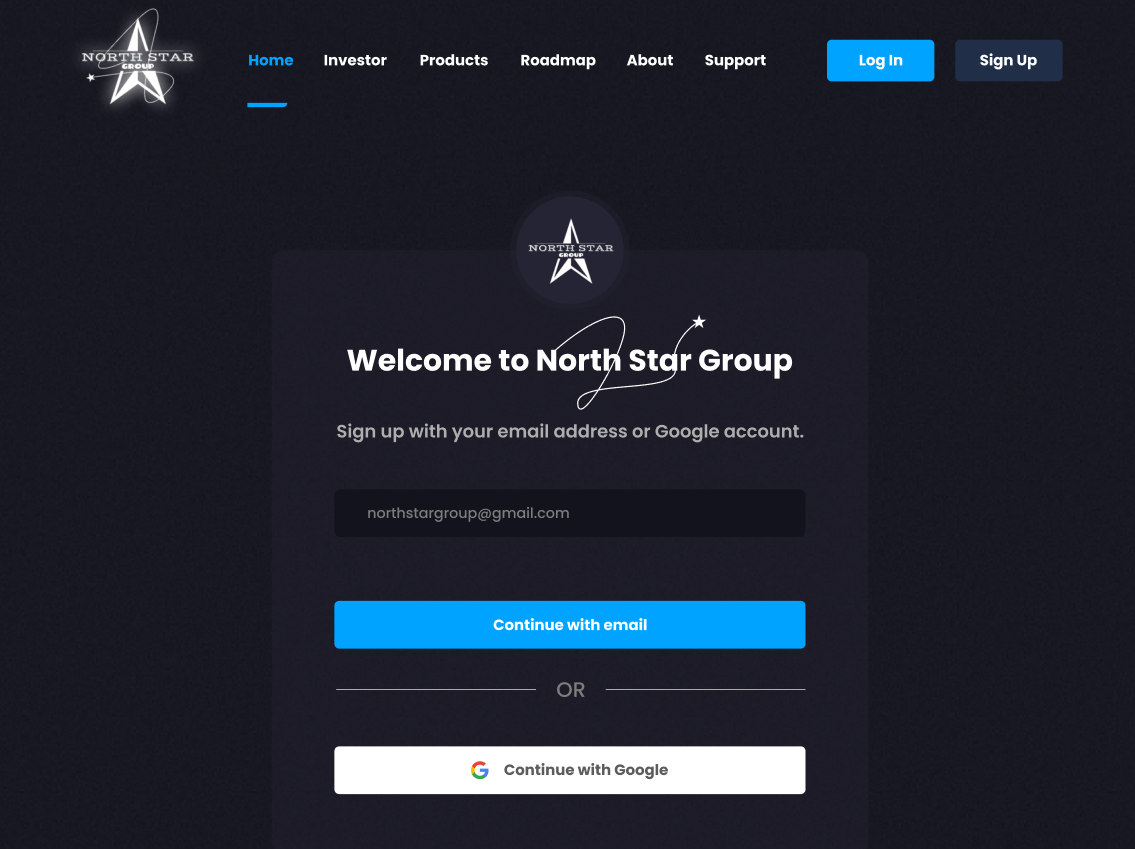 NORTH STAR
GROUP
Home Investor Products Roadmap About Support Log In Sign Up
NORTH STAR
GROUP
Welcome to North Star Group
Sign up with your email address or Google account.
northstargroup@gmail.com
Continue with email
OR
Continue with Google